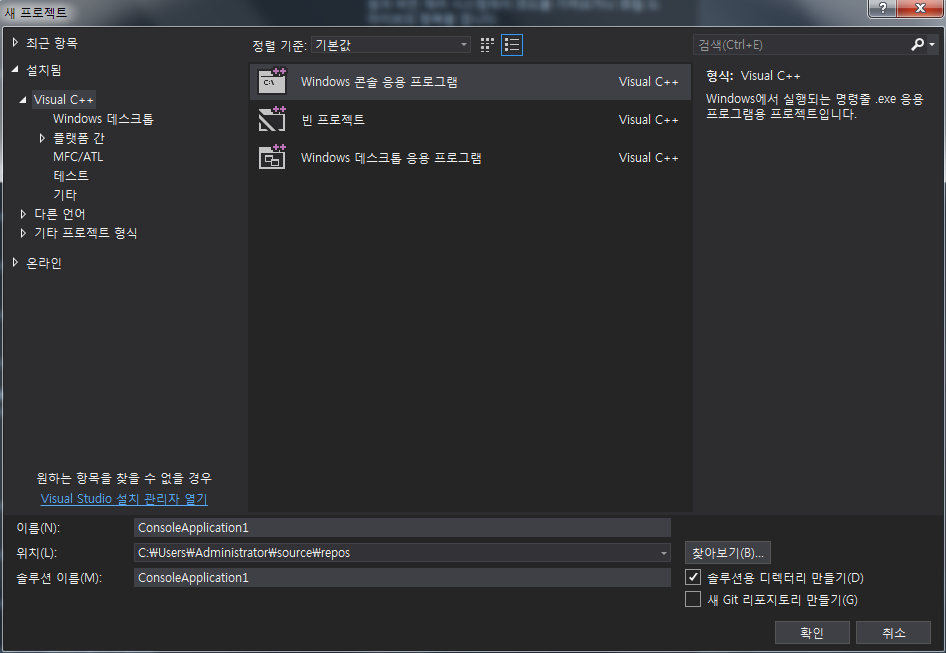 새 프로젝트
최근 항목
설치됨
Visual C++
Windows 데스크톱
플랫폼 간
MFC/ATL
테스트
기타
다른 언어
기타 프로젝트 형식
온라인
원하는 항목을 찾을 수 없을 경우
Visual Studio 설치 관리자 열기
정렬 기준: 기본값
Windows 콘솔 응용 프로그램 Visual C++
빈 프로젝트 Visual C++
Windows 데스크톱 응용 프로그램 Visual C++
검색(Ctrl+E)
형식: Visual C++
Windows에서 실행되는 명령줄 .exe 응용
프로그램용 프로젝트입니다.
이름(N): ConsoleApplication1
위치(L): C:₩Users₩Administrator₩source₩repos
찾아보기(B)...
솔루션 이름(M): ConsoleApplication1
솔루션용 디렉터리 만들기(D)
새 Git 리포지토리 만들기(G)
확인 취소